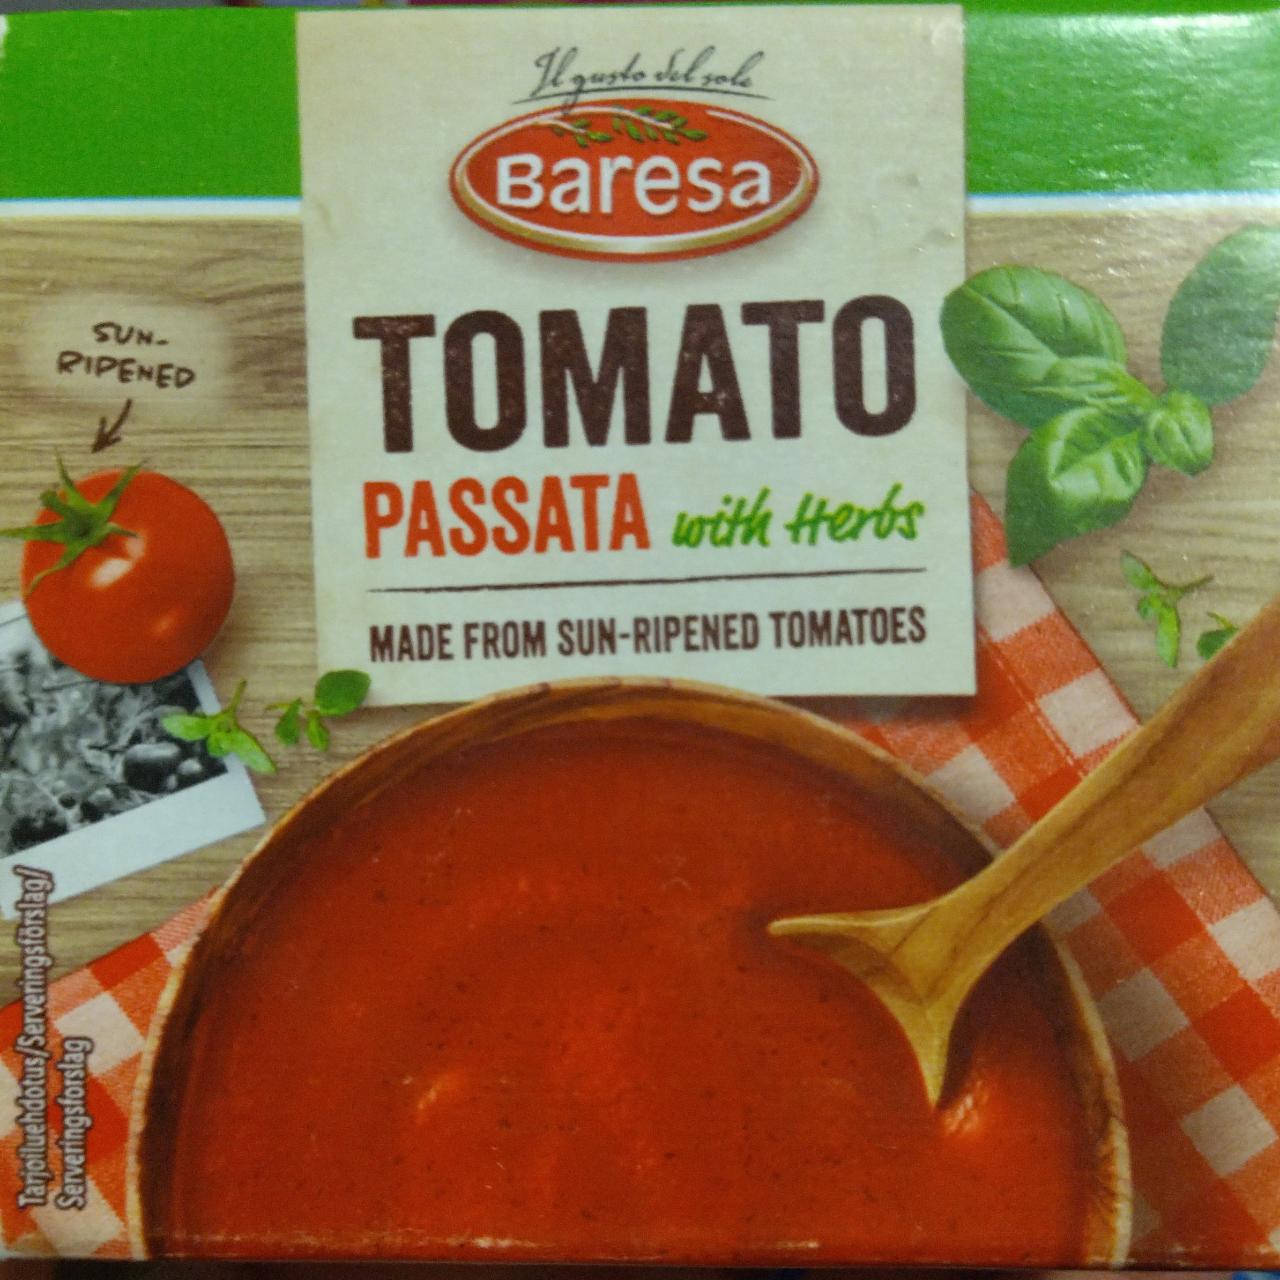 Il gusto del sole
Baresa
SUN-
RIPENED
TOMATO
PASSATA with Herbs
MADE FROM SUN-RIPENED TOMATOES
Tarjoiluehdotus/Serveringsförslag/
Serveringsforslag